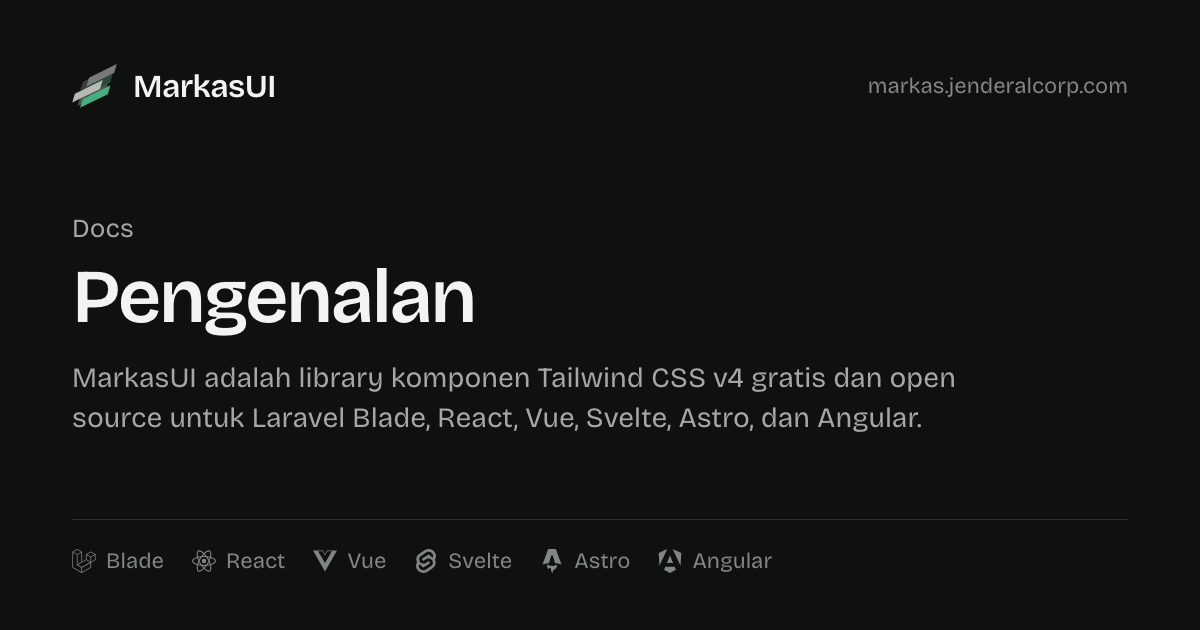 MarkasUI
markas.jenderalcorp.com
Docs
Pengenalan
MarkasUI adalah library komponen Tailwind CSS v4 gratis dan open
source untuk Laravel Blade, React, Vue, Svelte, Astro, dan Angular.
Blade React Vue Svelte Astro Angular